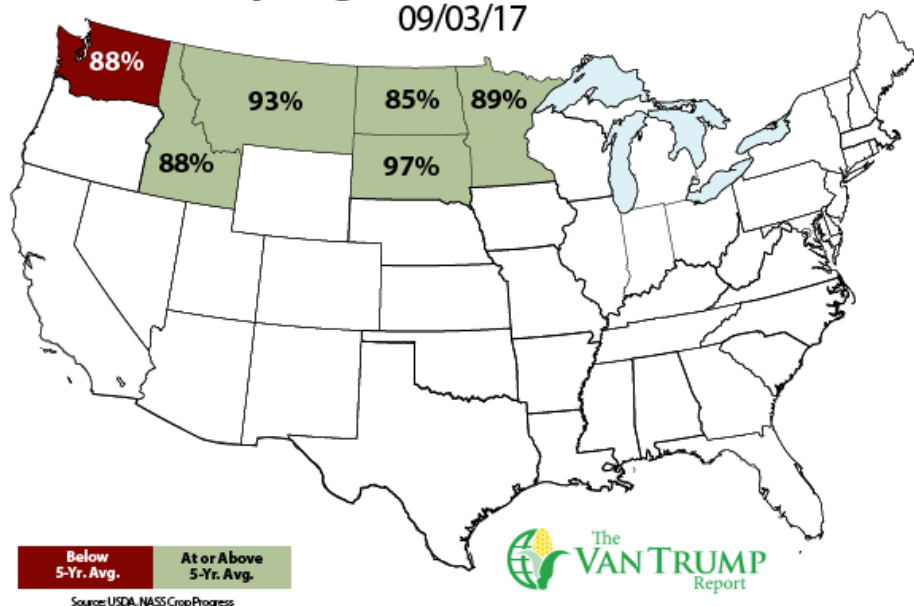 09/03/17
88%
93%
85%
89%
88%
97%
Below
5-Yr. Avg.
At or Above
5-Yr. Avg.
Source: USDA, NASS Crop Progress
The
VAN TRUMP
Report